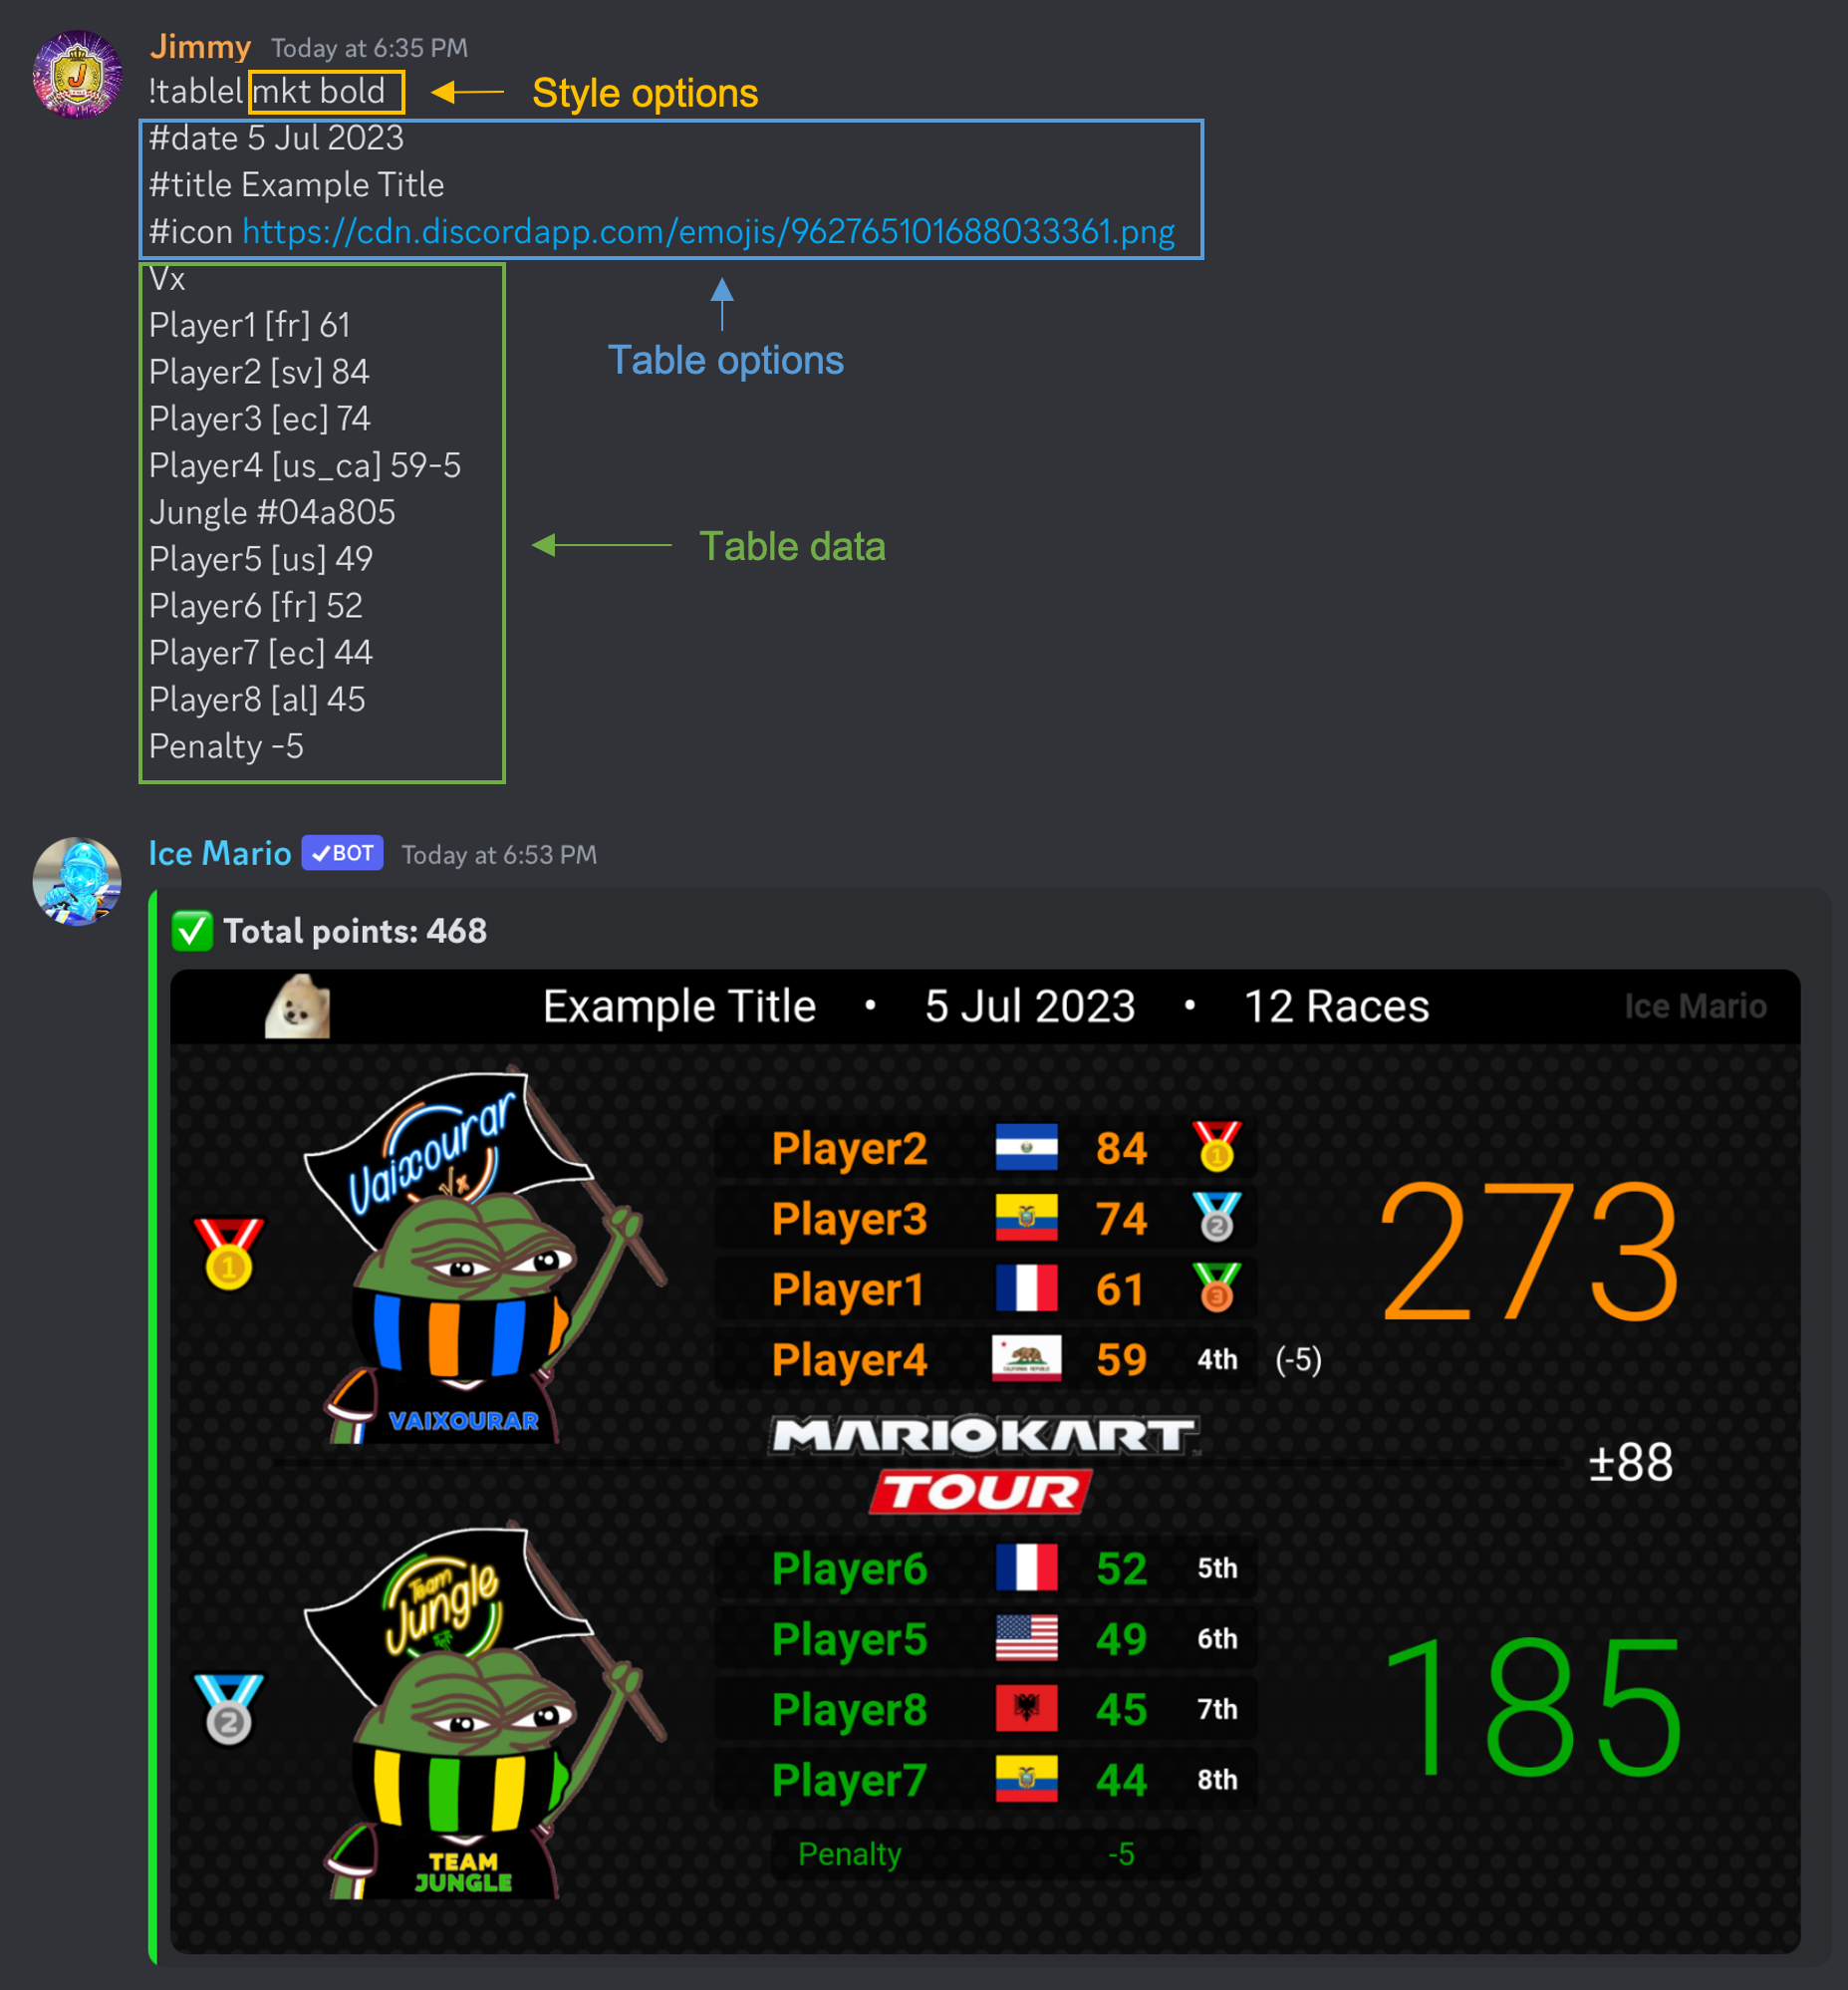 Jimmy Today at 6:35 PM
!tablel mkt bold
Style options
#date 5 Jul 2023
#title Example Title
#icon https://cdn.discordapp.com/emojis/962765101688033361.png
Table options
Vx
Player1 [fr] 61
Player2 [sv] 84
Player3 [ec] 74
Player4 [us_ca] 59-5
Jungle #04a805
Player5 [us] 49
Player6 [fr] 52
Player7 [ec] 44
Player8 [al] 45
Penalty -5
Table data
Ice Mario BOT Today at 6:53 PM
Total points: 468
Example Title • 5 Jul 2023 • 12 Races Ice Mario
Vaixourar
Vx
VAIXOURAR
1
Player2 84 1
Player3 74 2
Player1 61 3
Player4 59 4th (-5)
273
MARIOKART
TOUR
±88
Team
Jungle
TEAM
JUNGLE
2
Player6 52 5th
Player5 49 6th
Player8 45 7th
Player7 44 8th
Penalty -5
185